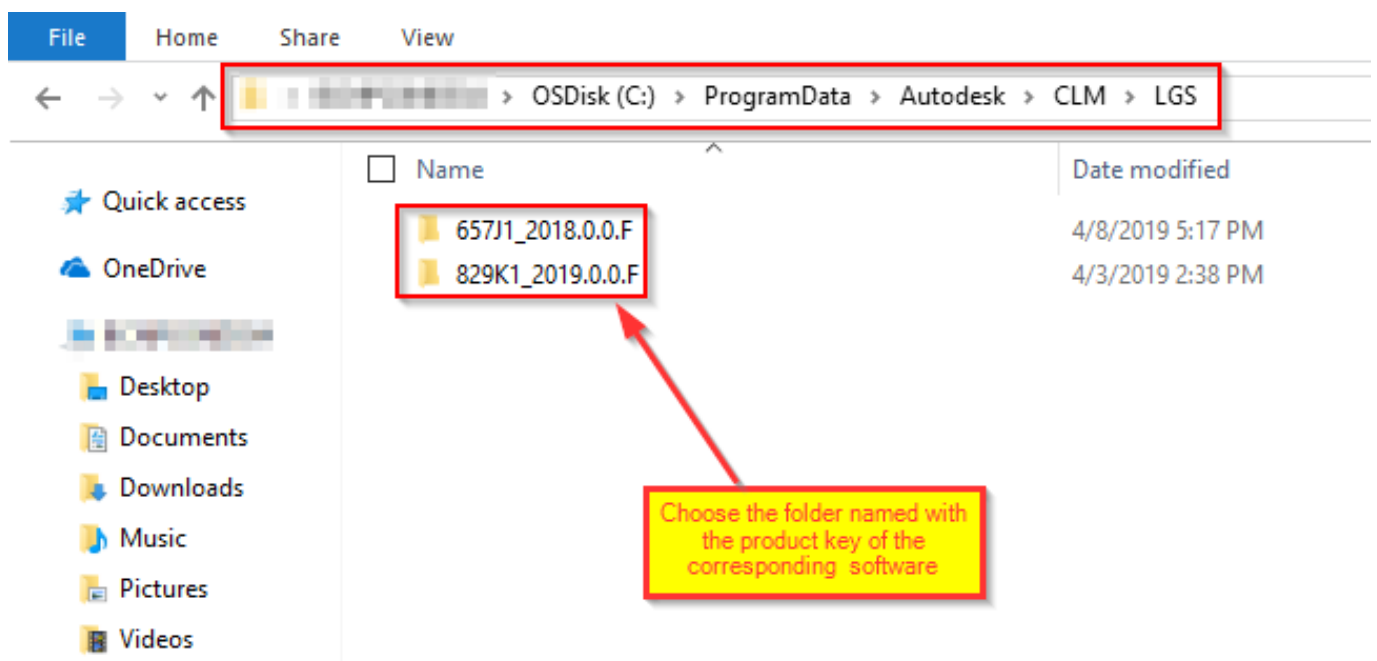 File Home Share View
OSDisk (C:) > ProgramData > Autodesk > CLM > LGS
Name Date modified
Quick access
657J1_2018.0.0.F 4/8/2019 5:17 PM
OneDrive
829K1_2019.0.0.F 4/3/2019 2:38 PM
Desktop
Documents
Downloads
Music
Pictures
Videos
Choose the folder named with
the product key of the
corresponding software